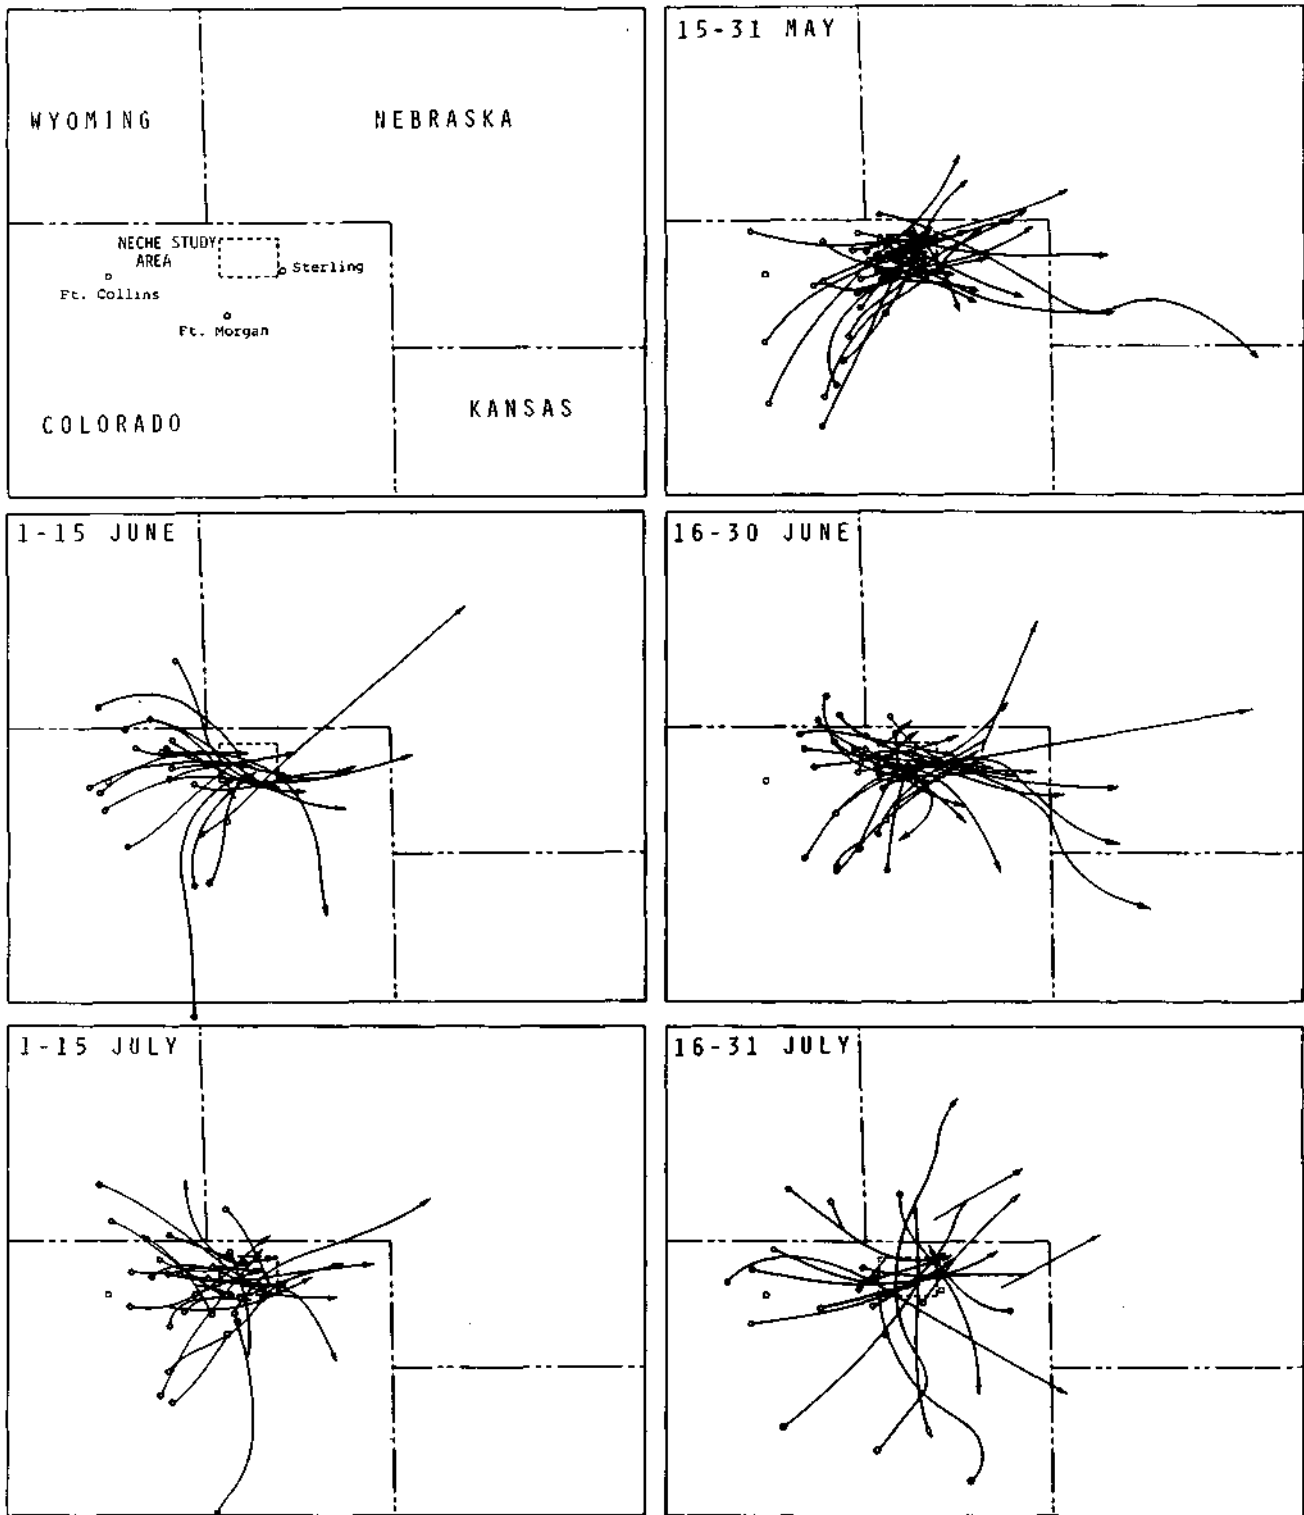 WYOMING
NEBRASKA
NECHE STUDY
AREA
Sterling
Ft. Collins
Ft. Morgan
COLORADO
KANSAS
15-31 MAY
1-15 JUNE
16-30 JUNE
1-15 JULY
16-31 JULY